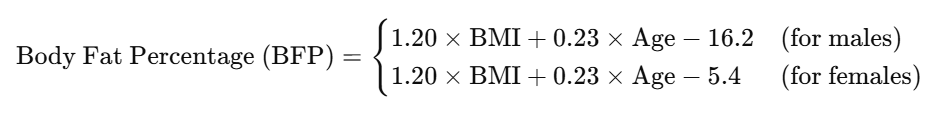 Body Fat Percentage (BFP) = { 1.20 × BMI + 0.23 × Age − 16.2 (for males)
1.20 × BMI + 0.23 × Age − 5.4 (for females)